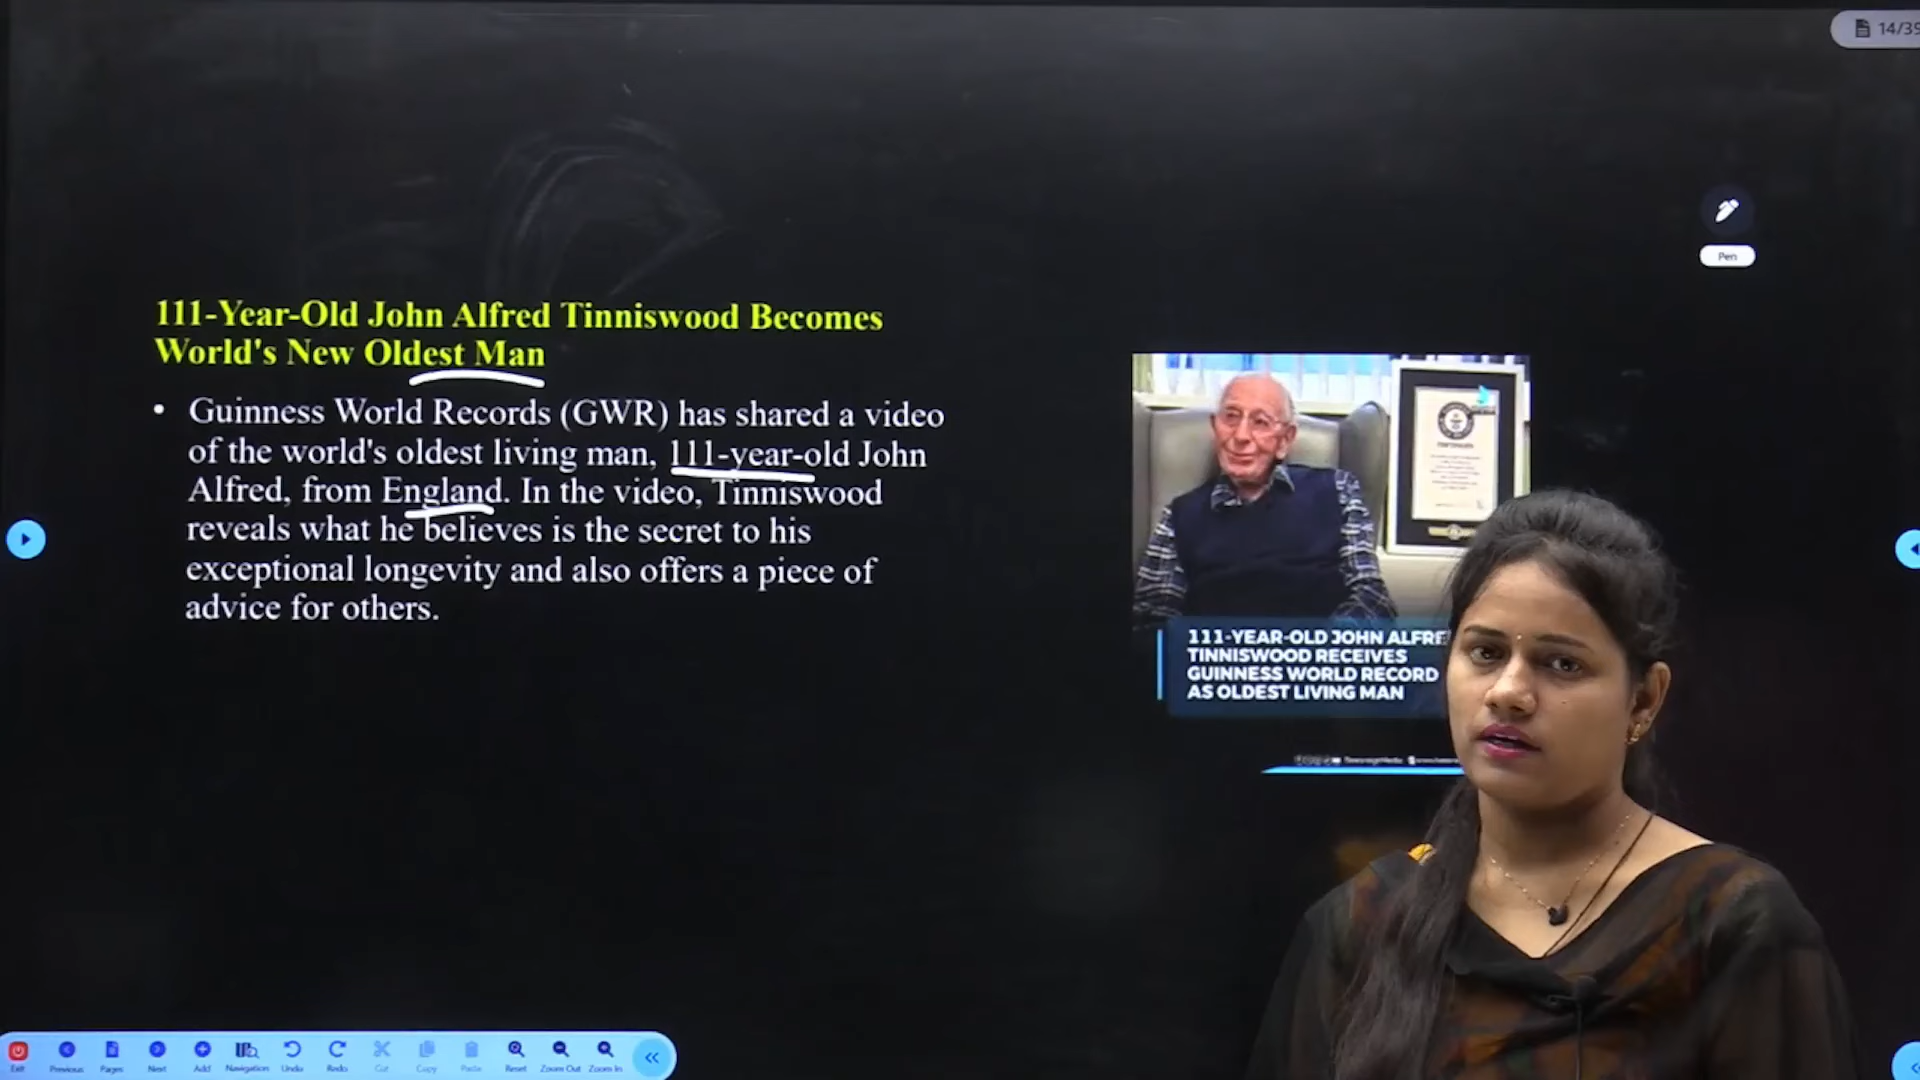 14/39
Pen
111-Year-Old John Alfred Tinniswood Becomes
World's New Oldest Man
• Guinness World Records (GWR) has shared a video
of the world's oldest living man, 111-year-old John
Alfred, from England. In the video, Tinniswood
reveals what he believes is the secret to his
exceptional longevity and also offers a piece of
advice for others.
111-YEAR-OLD JOHN ALFRE
TINNISWOOD RECEIVES
GUINNESS WORLD RECORD
AS OLDEST LIVING MAN
Exit Previous Pages Next Add Navigation Undo Redo Cut Copy Paste Reset Zoom Out Zoom In